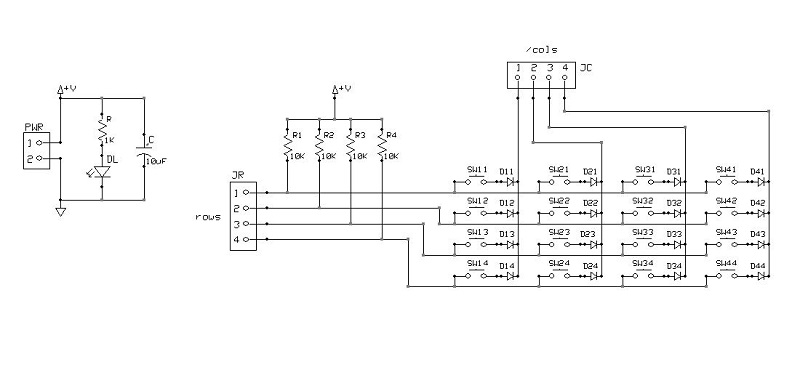 /cols
1 2 3 4 JC
+V
+V
PWR
1
2
R
1K
DL
C
10uF
R1 R2 R3 R4
10K 10K 10K 10K
JR
rows
1
2
3
4
SW11 D11 SW21 D21 SW31 D31 SW41 D41
SW12 D12 SW22 D22 SW32 D32 SW42 D42
SW13 D13 SW23 D23 SW33 D33 SW43 D43
SW14 D14 SW24 D24 SW34 D34 SW44 D44